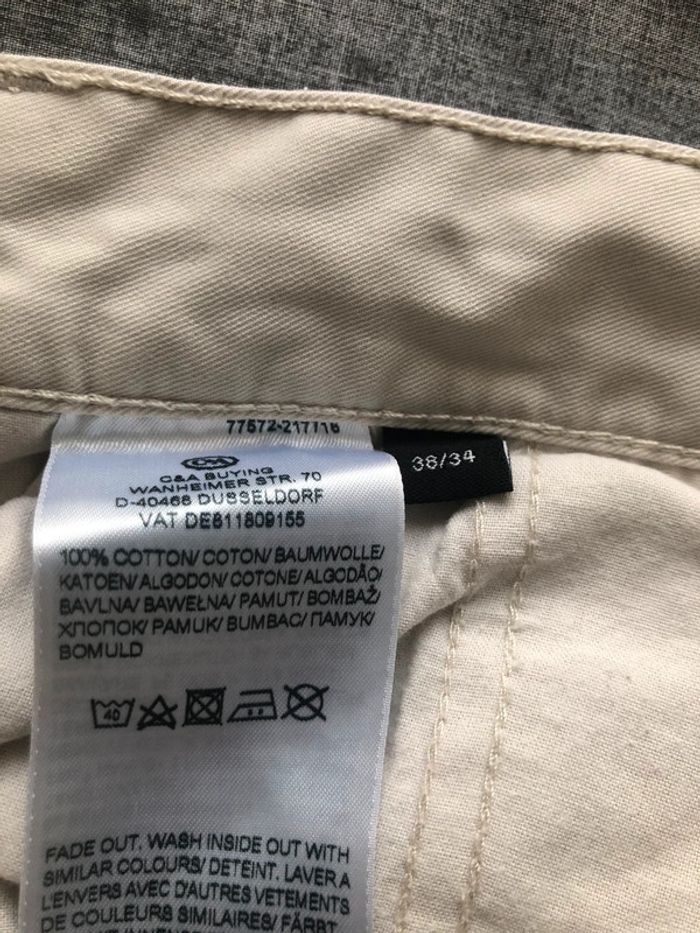 77572-217716
38/34
C&A
C&A BUYING
WANHEIMER STR. 70
D-40468 DUSSELDORF
VAT DE811809155
100% COTTON/ COTON/ BAUMWOLLE/
KATOEN/ ALGODON/ COTONE/ ALGODÃO/
BAVLNA/ BAWEŁNA/ PAMUT/ BOMBAŽ/
ХЛОПОК/ PAMUK/ BUMBAC/ ПАМУК/
BOMULD
40
FADE OUT. WASH INSIDE OUT WITH
SIMILAR COLOURS/ DETEINT. LAVER A
L'ENVERS AVEC D'AUTRES VETEMENTS
DE COULEURS SIMILAIRES/ FÄRBT